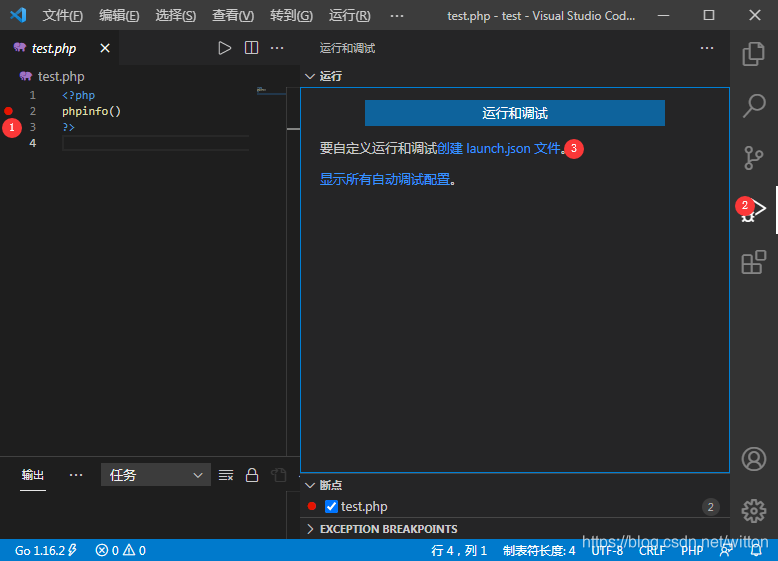 文件(F) 编辑(E) 选择(S) 查看(V) 转到(G) 运行(R) ··· test.php - test - Visual Studio Cod...
test.php
test.php
1 <?php
2 phpinfo()
1 3 ?>
4
运行和调试
运行
运行和调试
要自定义运行和调试创建 launch.json 文件。 3
显示所有自动调试配置。
2
输出 ··· 任务
断点
test.php 2
EXCEPTION BREAKPOINTS
Go 1.16.2 0 0 行 4，列 1 制表符长度: 4 UTF-8 CRLF PHP
https://blog.csdn.net/witton